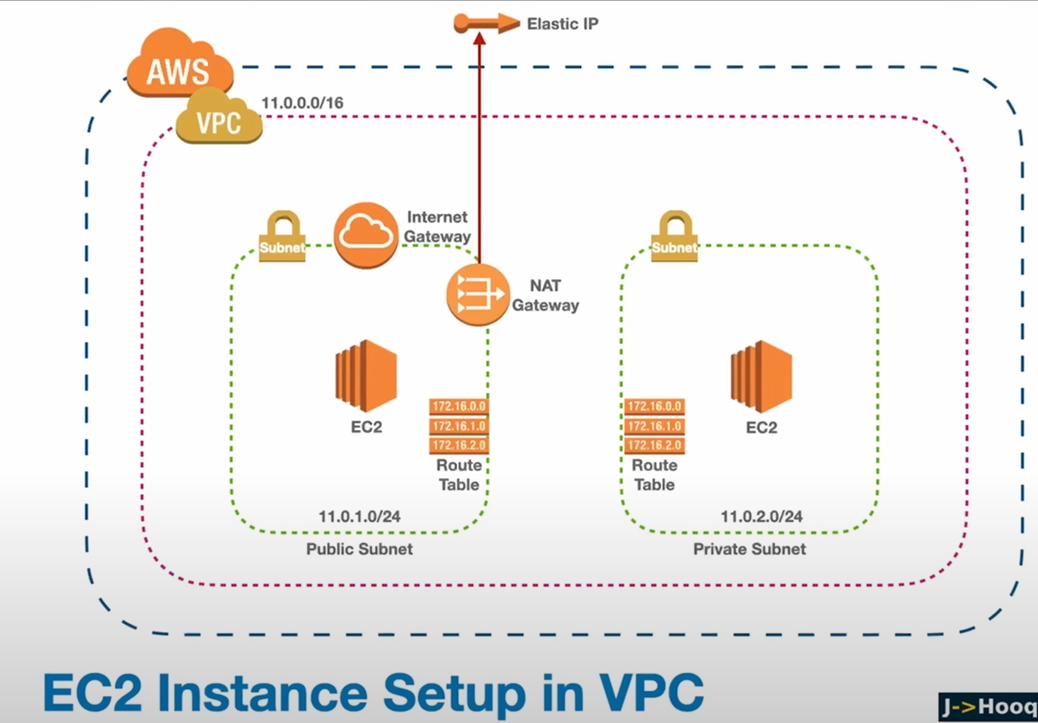 Elastic IP
AWS
VPC
11.0.0.0/16
Subnet
Internet
Gateway
Subnet
NAT
Gateway
EC2
172.16.0.0
172.16.1.0
172.16.2.0
Route
Table
172.16.0.0
172.16.1.0
172.16.2.0
Route
Table
EC2
11.0.1.0/24
Public Subnet
11.0.2.0/24
Private Subnet
EC2 Instance Setup in VPC
J->Hooq